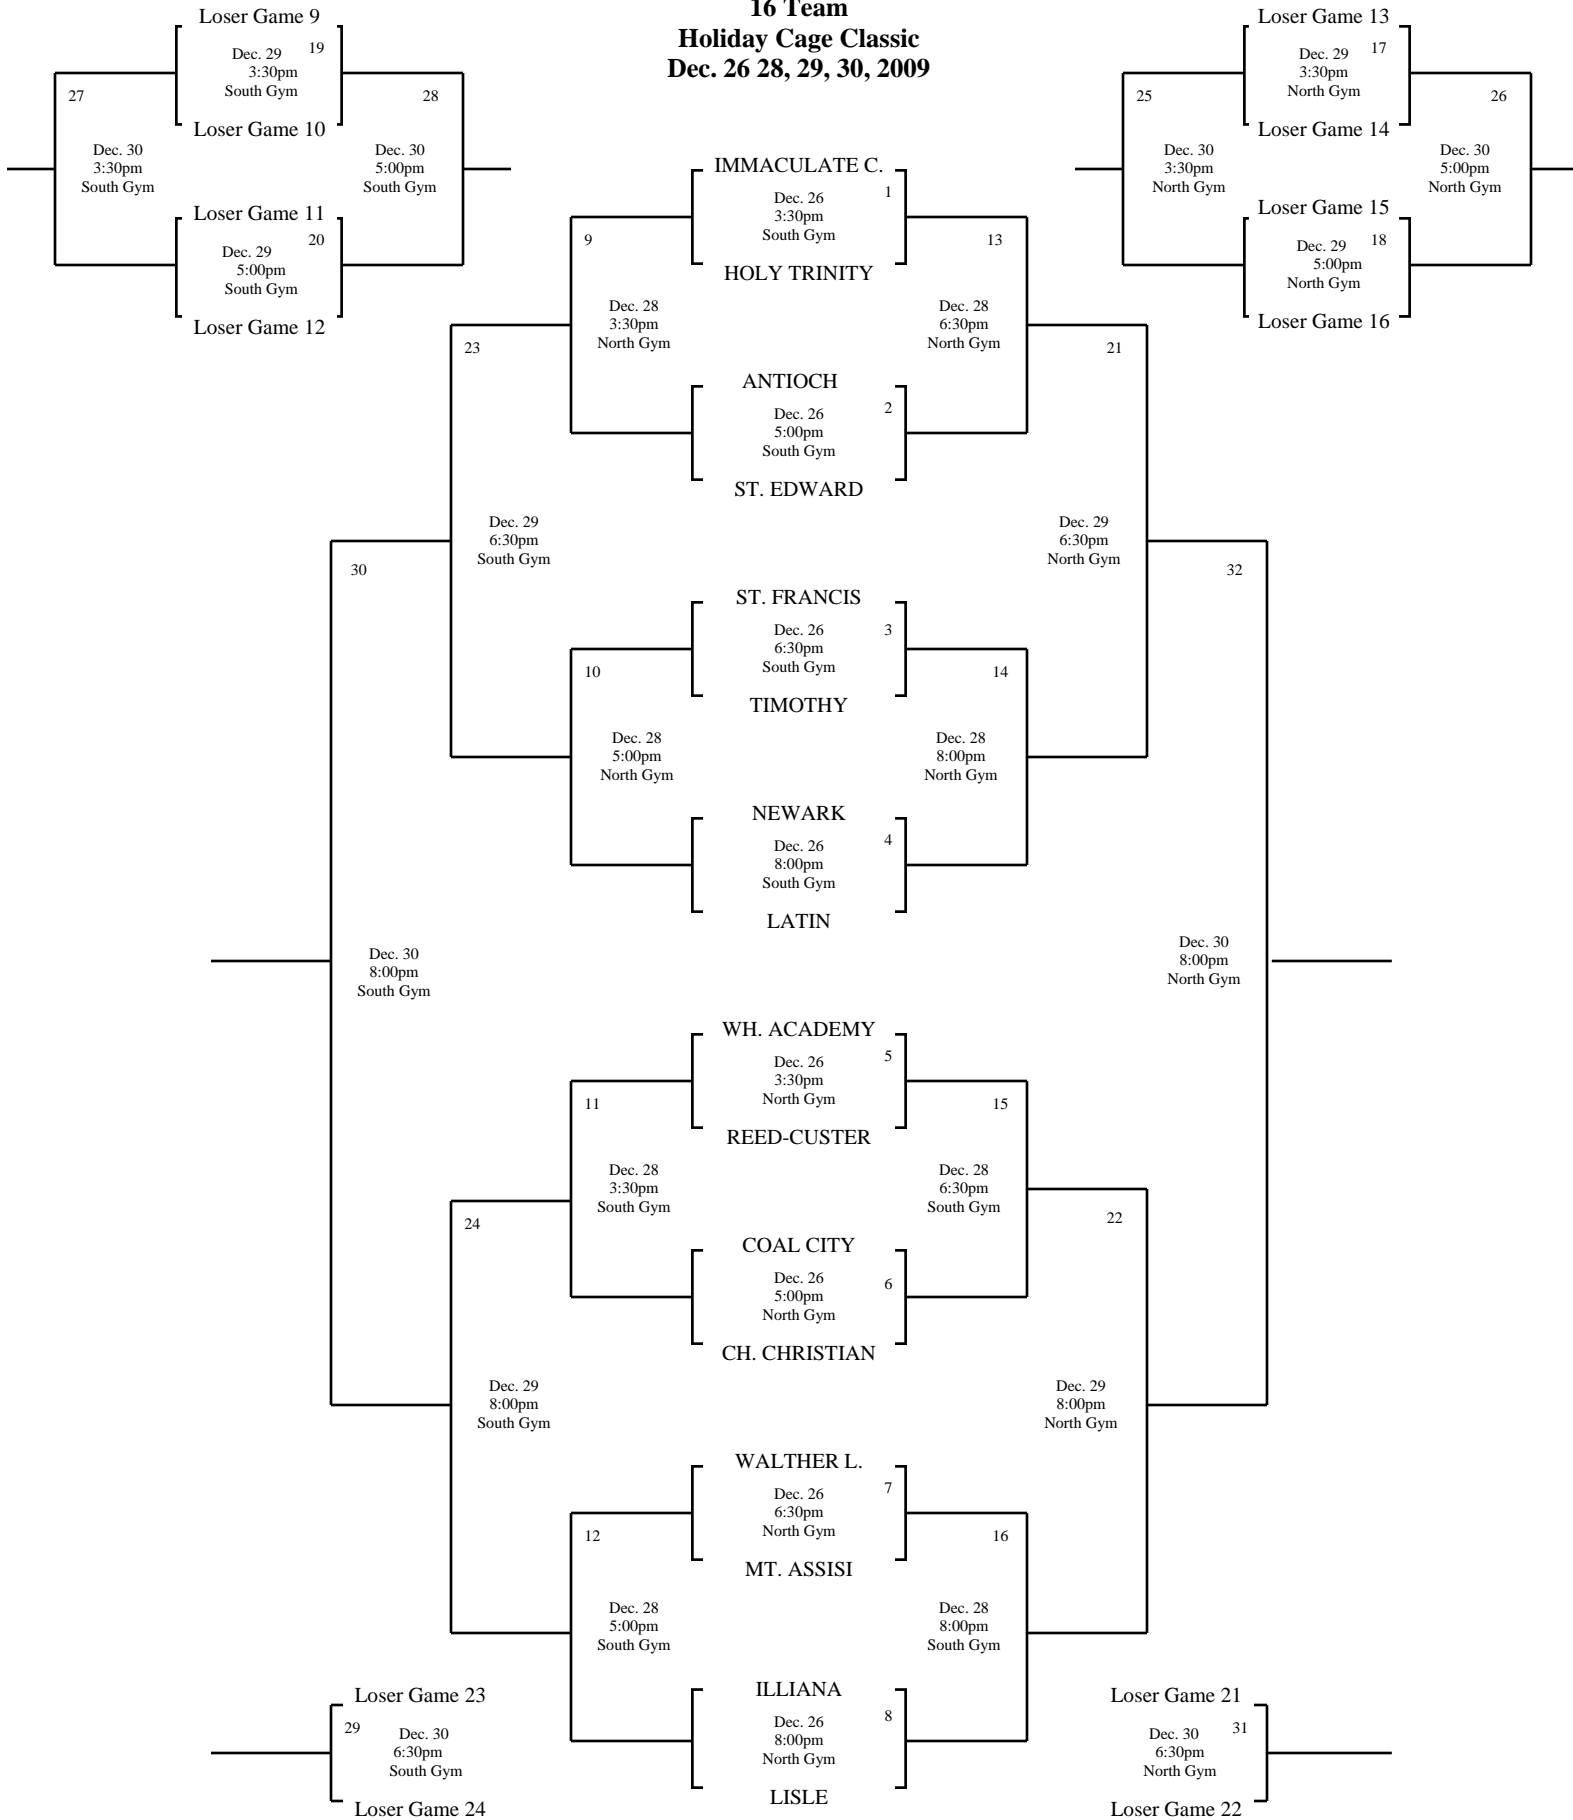 16 Team
Holiday Cage Classic
Dec. 26 28, 29, 30, 2009
Loser Game 9
Dec. 29
19
3:30pm
South Gym
Loser Game 10
27
Dec. 30
3:30pm
South Gym
28
Dec. 30
5:00pm
South Gym
Loser Game 11
Dec. 29
20
5:00pm
South Gym
Loser Game 12
Loser Game 13
Dec. 29
17
3:30pm
North Gym
Loser Game 14
25
Dec. 30
3:30pm
North Gym
26
Dec. 30
5:00pm
North Gym
Loser Game 15
Dec. 29
18
5:00pm
North Gym
Loser Game 16
IMMACULATE C.
Dec. 26
1
3:30pm
South Gym
HOLY TRINITY
9
Dec. 28
3:30pm
North Gym
13
Dec. 28
6:30pm
North Gym
ANTIOCH
Dec. 26
2
5:00pm
South Gym
ST. EDWARD
23
Dec. 29
6:30pm
South Gym
21
Dec. 29
6:30pm
North Gym
ST. FRANCIS
Dec. 26
3
6:30pm
South Gym
TIMOTHY
10
Dec. 28
5:00pm
North Gym
14
Dec. 28
8:00pm
North Gym
NEWARK
Dec. 26
4
8:00pm
South Gym
LATIN
30
Dec. 30
8:00pm
South Gym
32
Dec. 30
8:00pm
North Gym
WH. ACADEMY
Dec. 26
5
3:30pm
North Gym
REED-CUSTER
11
Dec. 28
3:30pm
South Gym
15
Dec. 28
6:30pm
South Gym
COAL CITY
Dec. 26
6
5:00pm
North Gym
CH. CHRISTIAN
24
Dec. 29
8:00pm
South Gym
22
Dec. 29
8:00pm
North Gym
WALTHER L.
Dec. 26
7
6:30pm
North Gym
MT. ASSISI
12
Dec. 28
5:00pm
South Gym
16
Dec. 28
8:00pm
South Gym
ILLIANA
Dec. 26
8
8:00pm
North Gym
LISLE
Loser Game 23
29
Dec. 30
6:30pm
South Gym
Loser Game 24
Loser Game 21
Dec. 30
31
6:30pm
North Gym
Loser Game 22